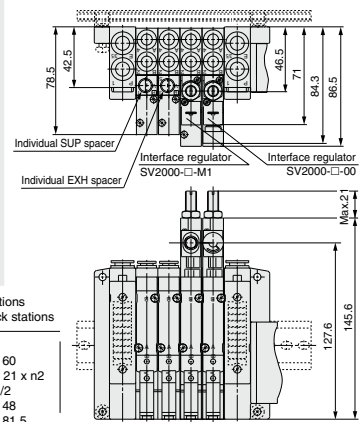 78.5
42.5
46.5
71
84.3
86.5
Individual SUP spacer
Interface regulator
SV2000-□-M1
Interface regulator
SV2000-□-00
Individual EXH spacer
Max.21
127.6
145.6
tions
ck stations
60
21 x n2
/2
48
81.5